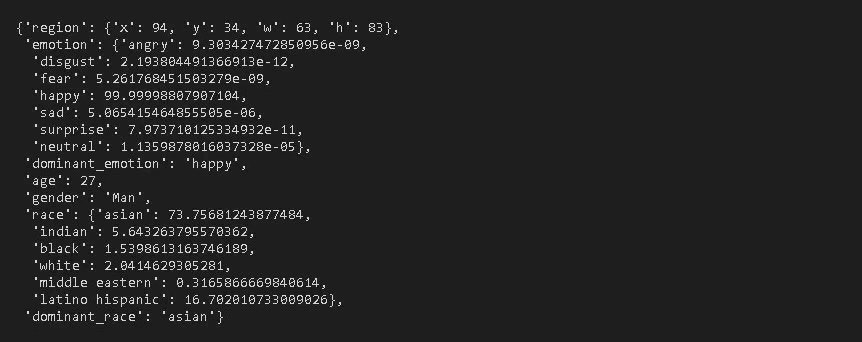 {'region': {'x': 94, 'y': 34, 'w': 63, 'h': 83},
'emotion': {'angry': 9.303427472850956e-09,
'disgust': 2.193804491366913e-12,
'fear': 5.261768451503279e-09,
'happy': 99.99998807907104,
'sad': 5.065415464855505e-06,
'surprise': 7.973710125334932e-11,
'neutral': 1.1359878016037328e-05},
'dominant_emotion': 'happy',
'age': 27,
'gender': 'Man',
'race': {'asian': 73.75681243877484,
'indian': 5.643263795570362,
'black': 1.5398613163746189,
'white': 2.0414629305281,
'middle eastern': 0.3165866669840614,
'latino hispanic': 16.702010733009026},
'dominant_race': 'asian'}